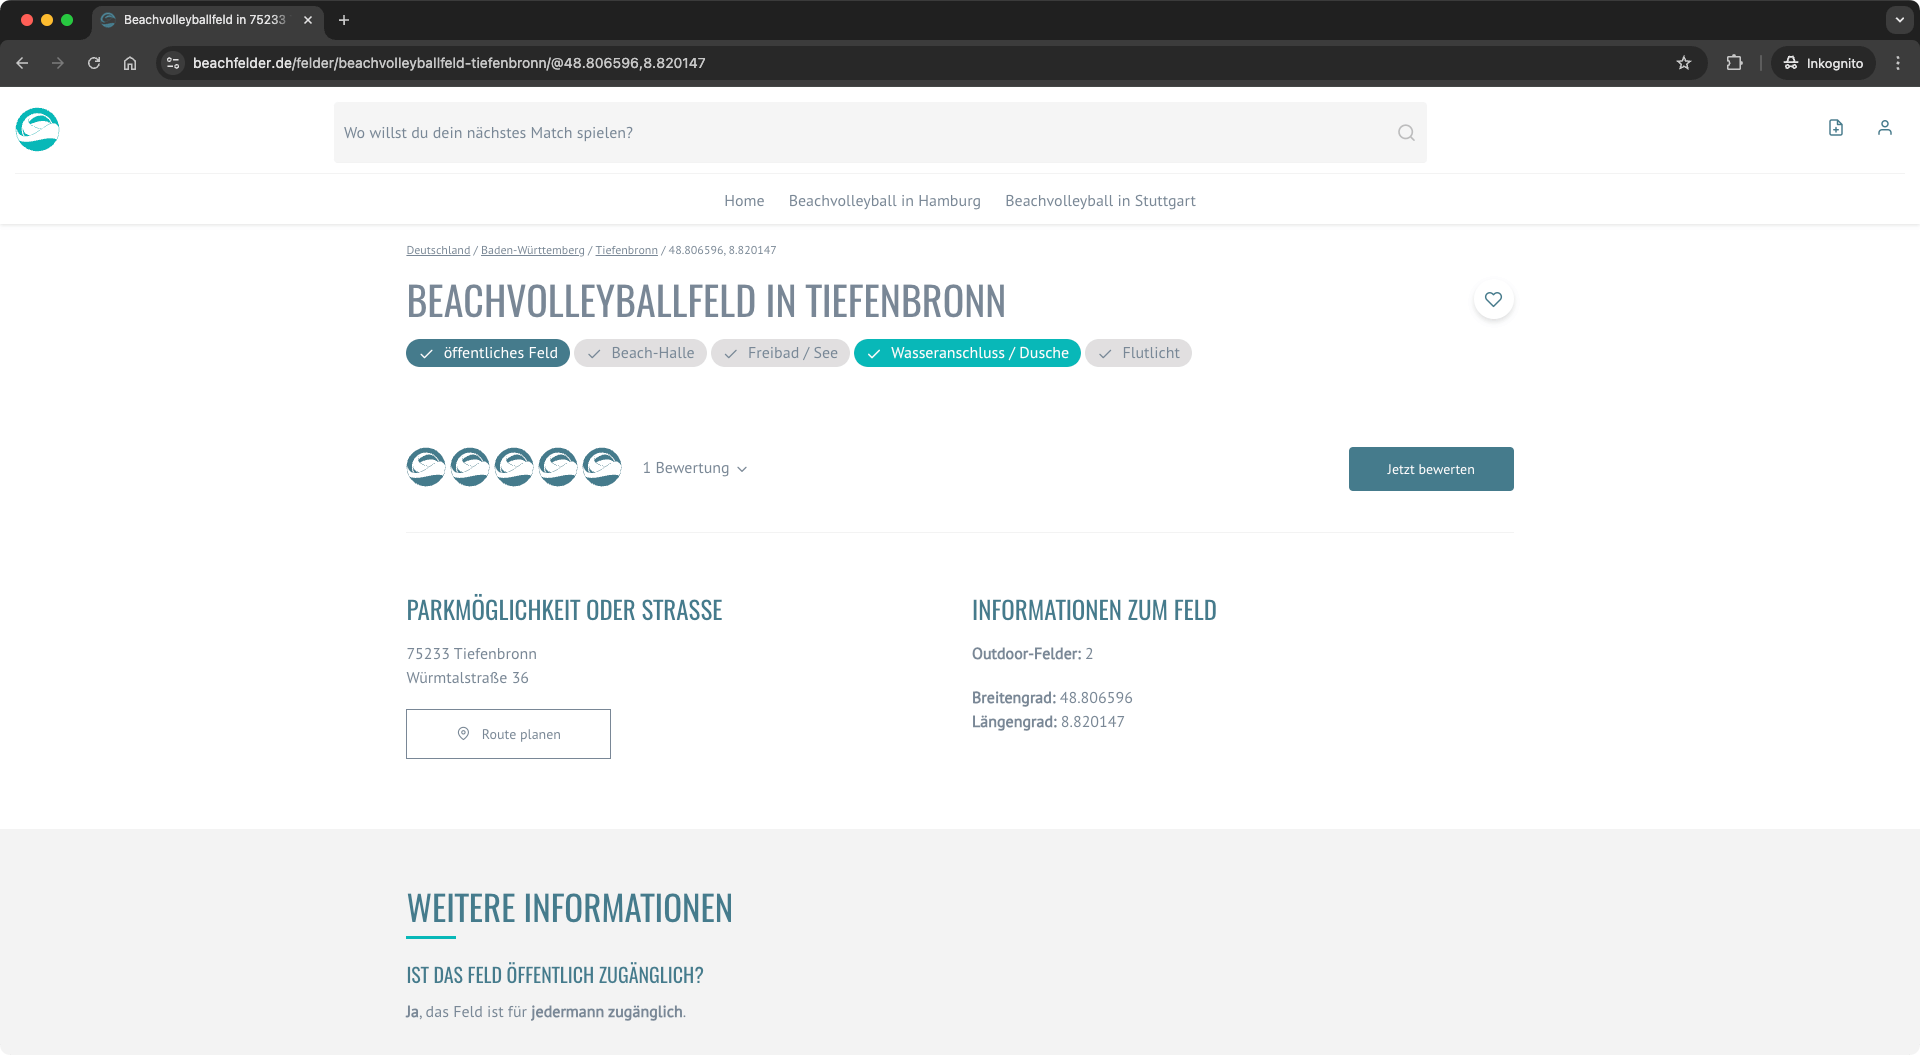 Beachvolleyballfeld in 75233
beachfelder.de/felder/beachvolleyballfeld-tiefenbronn/@48.806596,8.820147
Inkognito
Wo willst du dein nächstes Match spielen?
Home Beachvolleyball in Hamburg Beachvolleyball in Stuttgart
Deutschland / Baden-Württemberg / Tiefenbronn / 48.806596, 8.820147
BEACHVOLLEYBALLFELD IN TIEFENBRONN
öffentliches Feld Beach-Halle Freibad / See Wasseranschluss / Dusche Flutlicht
1 Bewertung
Jetzt bewerten
PARKMÖGLICHKEIT ODER STRASSE
75233 Tiefenbronn
Würmtalstraße 36
Route planen
INFORMATIONEN ZUM FELD
Outdoor-Felder: 2
Breitengrad: 48.806596
Längengrad: 8.820147
WEITERE INFORMATIONEN
IST DAS FELD ÖFFENTLICH ZUGÄNGLICH?
Ja, das Feld ist für jedermann zugänglich.